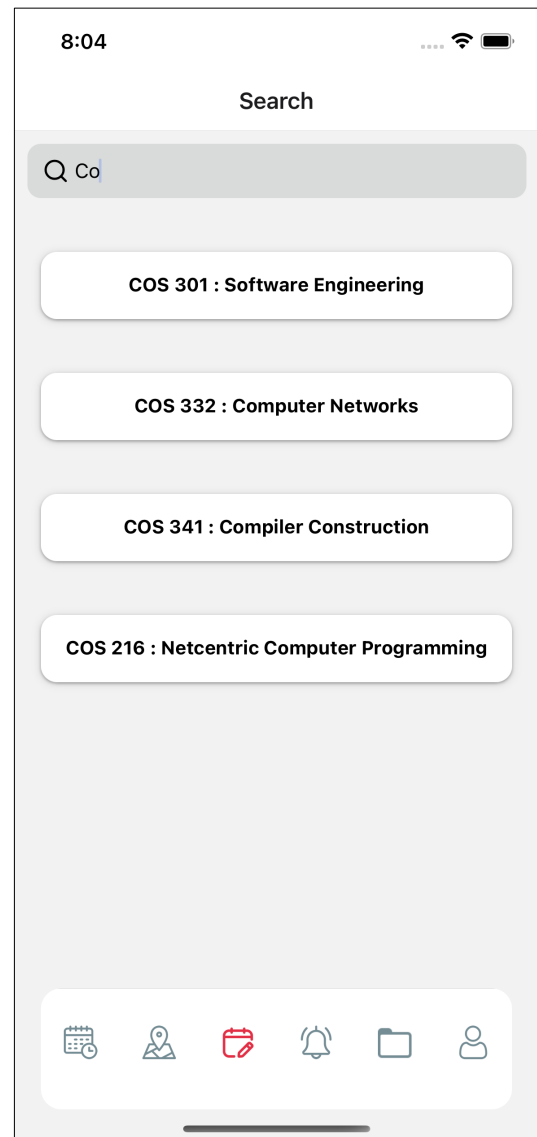 8:04
Search
Co
COS 301 : Software Engineering
COS 332 : Computer Networks
COS 341 : Compiler Construction
COS 216 : Netcentric Computer Programming